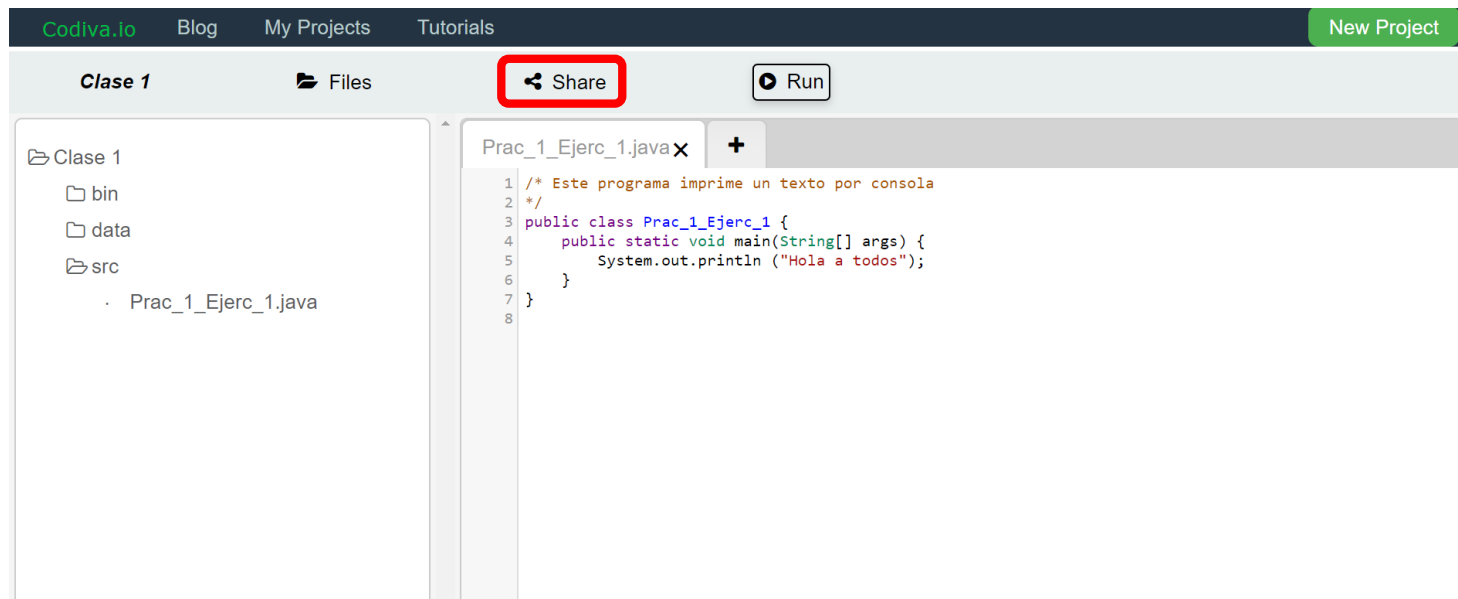 Codiva.io Blog My Projects Tutorials New Project
Clase 1 Files Share Run
Clase 1
bin
data
src
Prac_1_Ejerc_1.java
Prac_1_Ejerc_1.java
1 /* Este programa imprime un texto por consola
2 */
3 public class Prac_1_Ejerc_1 {
4     public static void main(String[] args) {
5         System.out.println ("Hola a todos");
6     }
7 }
8